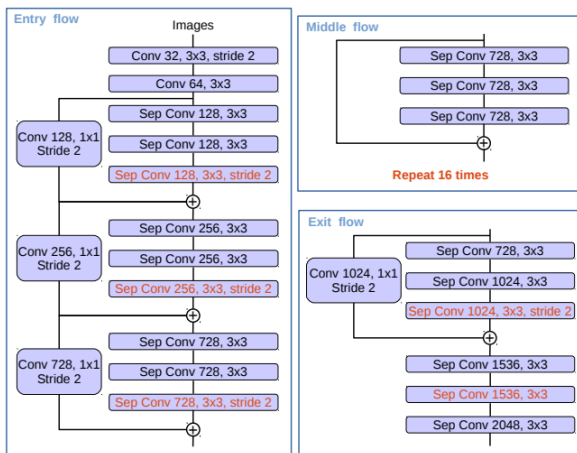 Entry flow
Images
Conv 32, 3x3, stride 2
Conv 64, 3x3
Sep Conv 128, 3x3
Conv 128, 1x1
Stride 2
Sep Conv 128, 3x3
Sep Conv 128, 3x3, stride 2
Sep Conv 256, 3x3
Conv 256, 1x1
Stride 2
Sep Conv 256, 3x3
Sep Conv 256, 3x3, stride 2
Sep Conv 728, 3x3
Conv 728, 1x1
Stride 2
Sep Conv 728, 3x3
Sep Conv 728, 3x3, stride 2
Middle flow
Sep Conv 728, 3x3
Sep Conv 728, 3x3
Sep Conv 728, 3x3
Repeat 16 times
Exit flow
Sep Conv 728, 3x3
Conv 1024, 1x1
Stride 2
Sep Conv 1024, 3x3
Sep Conv 1024, 3x3, stride 2
Sep Conv 1536, 3x3
Sep Conv 1536, 3x3
Sep Conv 2048, 3x3